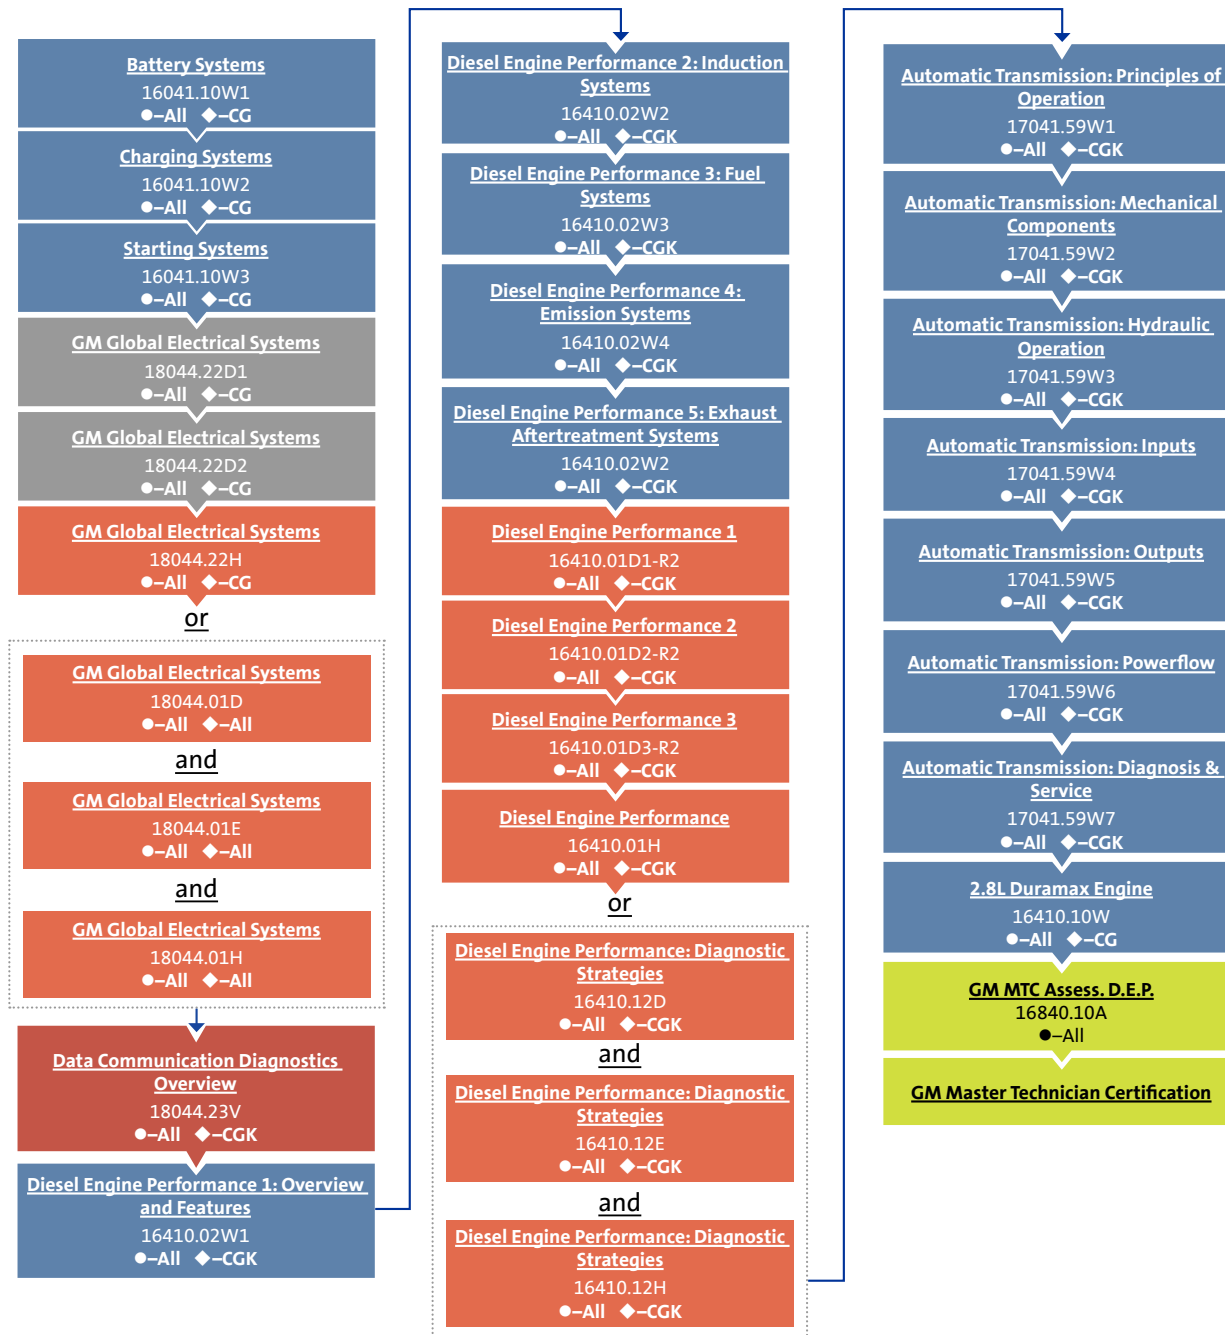 Battery Systems
16041.10W1
●–All ◆–CG
Charging Systems
16041.10W2
●–All ◆–CG
Starting Systems
16041.10W3
●–All ◆–CG
GM Global Electrical Systems
18044.22D1
●–All ◆–CG
GM Global Electrical Systems
18044.22D2
●–All ◆–CG
GM Global Electrical Systems
18044.22H
●–All ◆–CG
or
GM Global Electrical Systems
18044.01D
●–All ◆–All
and
GM Global Electrical Systems
18044.01E
●–All ◆–All
and
GM Global Electrical Systems
18044.01H
●–All ◆–All
Data Communication Diagnostics
Overview
18044.23V
●–All ◆–CGK
Diesel Engine Performance 1: Overview
and Features
16410.02W1
●–All ◆–CGK
Diesel Engine Performance 2: Induction
Systems
16410.02W2
●–All ◆–CGK
Diesel Engine Performance 3: Fuel
Systems
16410.02W3
●–All ◆–CGK
Diesel Engine Performance 4:
Emission Systems
16410.02W4
●–All ◆–CGK
Diesel Engine Performance 5: Exhaust
Aftertreatment Systems
16410.02W2
●–All ◆–CGK
Diesel Engine Performance 1
16410.01D1-R2
●–All ◆–CGK
Diesel Engine Performance 2
16410.01D2-R2
●–All ◆–CGK
Diesel Engine Performance 3
16410.01D3-R2
●–All ◆–CGK
Diesel Engine Performance
16410.01H
●–All ◆–CGK
or
Diesel Engine Performance: Diagnostic
Strategies
16410.12D
●–All ◆–CGK
and
Diesel Engine Performance: Diagnostic
Strategies
16410.12E
●–All ◆–CGK
and
Diesel Engine Performance: Diagnostic
Strategies
16410.12H
●–All ◆–CGK
Automatic Transmission: Principles of
Operation
17041.59W1
●–All ◆–CGK
Automatic Transmission: Mechanical
Components
17041.59W2
●–All ◆–CGK
Automatic Transmission: Hydraulic
Operation
17041.59W3
●–All ◆–CGK
Automatic Transmission: Inputs
17041.59W4
●–All ◆–CGK
Automatic Transmission: Outputs
17041.59W5
●–All ◆–CGK
Automatic Transmission: Powerflow
17041.59W6
●–All ◆–CGK
Automatic Transmission: Diagnosis &
Service
17041.59W7
●–All ◆–CGK
2.8L Duramax Engine
16410.10W
●–All ◆–CG
GM MTC Assess. D.E.P.
16840.10A
●–All
GM Master Technician Certification